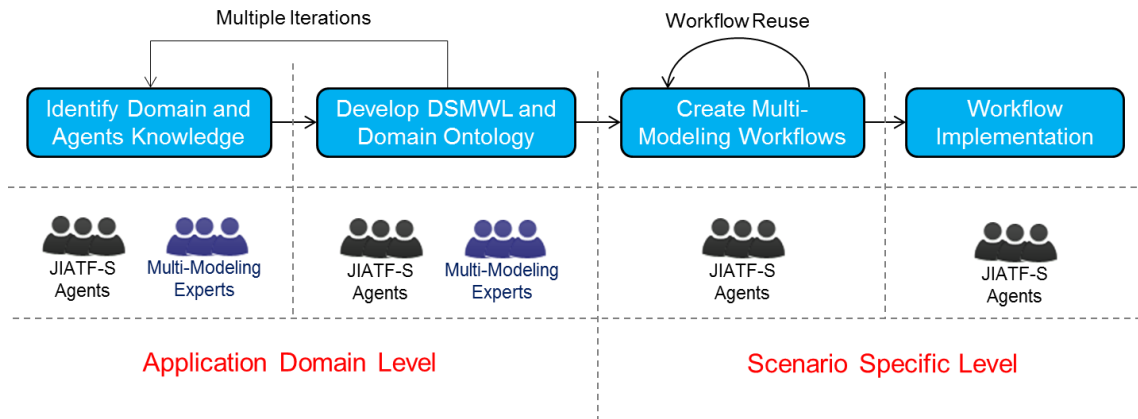 Multiple Iterations
Workflow Reuse
Identify Domain and
Agents Knowledge
Develop DSMWL and
Domain Ontology
Create Multi-
Modeling Workflows
Workflow
Implementation
JIATF-S
Agents
Multi-Modeling
Experts
JIATF-S
Agents
Multi-Modeling
Experts
JIATF-S
Agents
JIATF-S
Agents
Application Domain Level
Scenario Specific Level